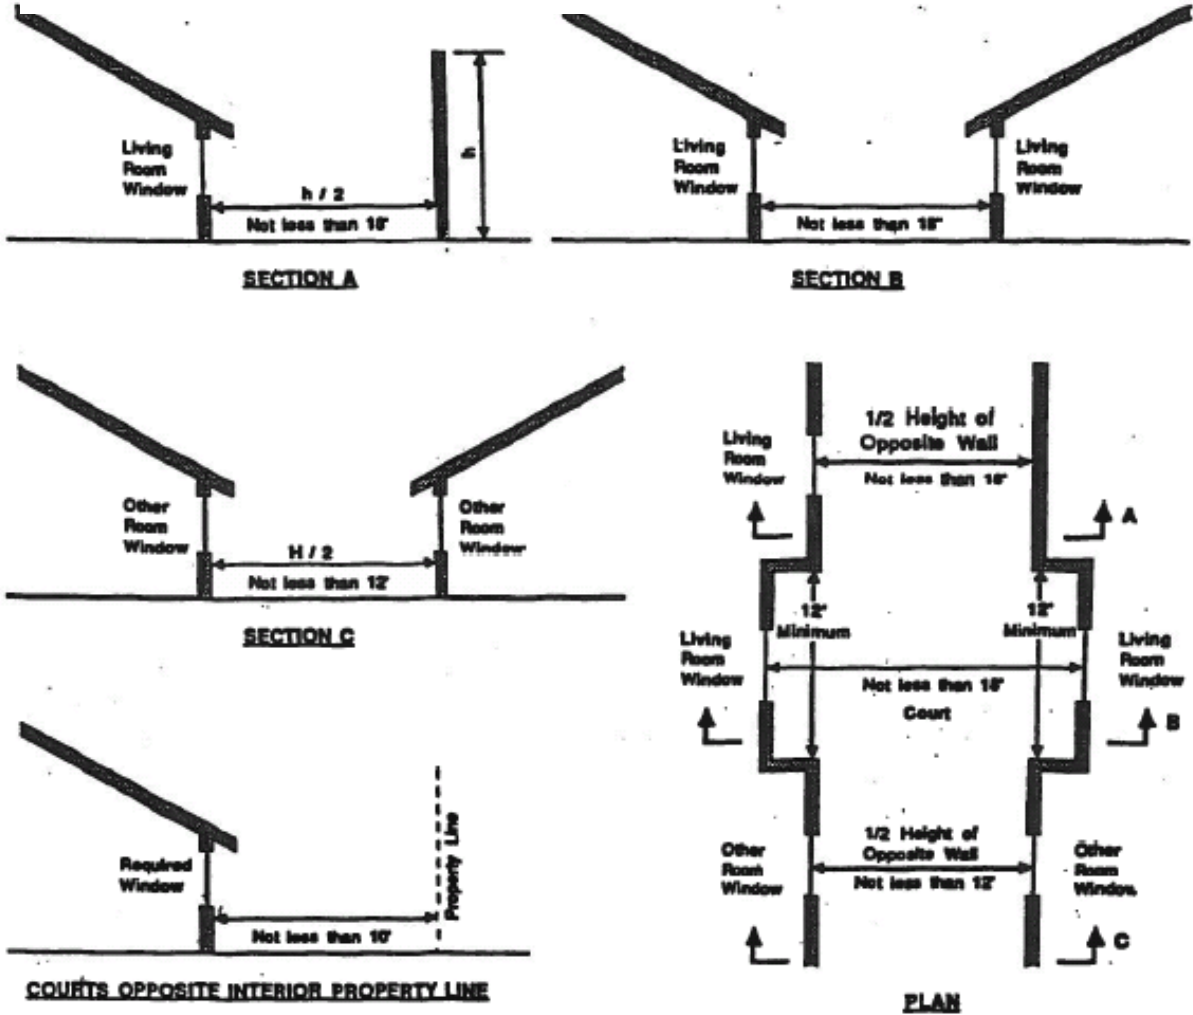 Living
Room
Window
h / 2
Not less than
h
SECTION A
Living
Room
Window
Not less than
Living
Room
Window
SECTION B
Other
Room
Window
H / 2
Not less than 12'
Other
Room
Window
SECTION C
Required
Window
Not less than 10'
Property Line
COURTS OPPOSITE INTERIOR PROPERTY LINE
1/2 Height of
Opposite Wall
Not less than
Living
Room
Window
A
12'
Minimum
12'
Minimum
Living
Room
Window
Not less than
Court
Living
Room
Window
B
1/2 Height of
Opposite Wall
Not less than 12'
Other
Room
Window
Other
Room
Window
C
PLAN